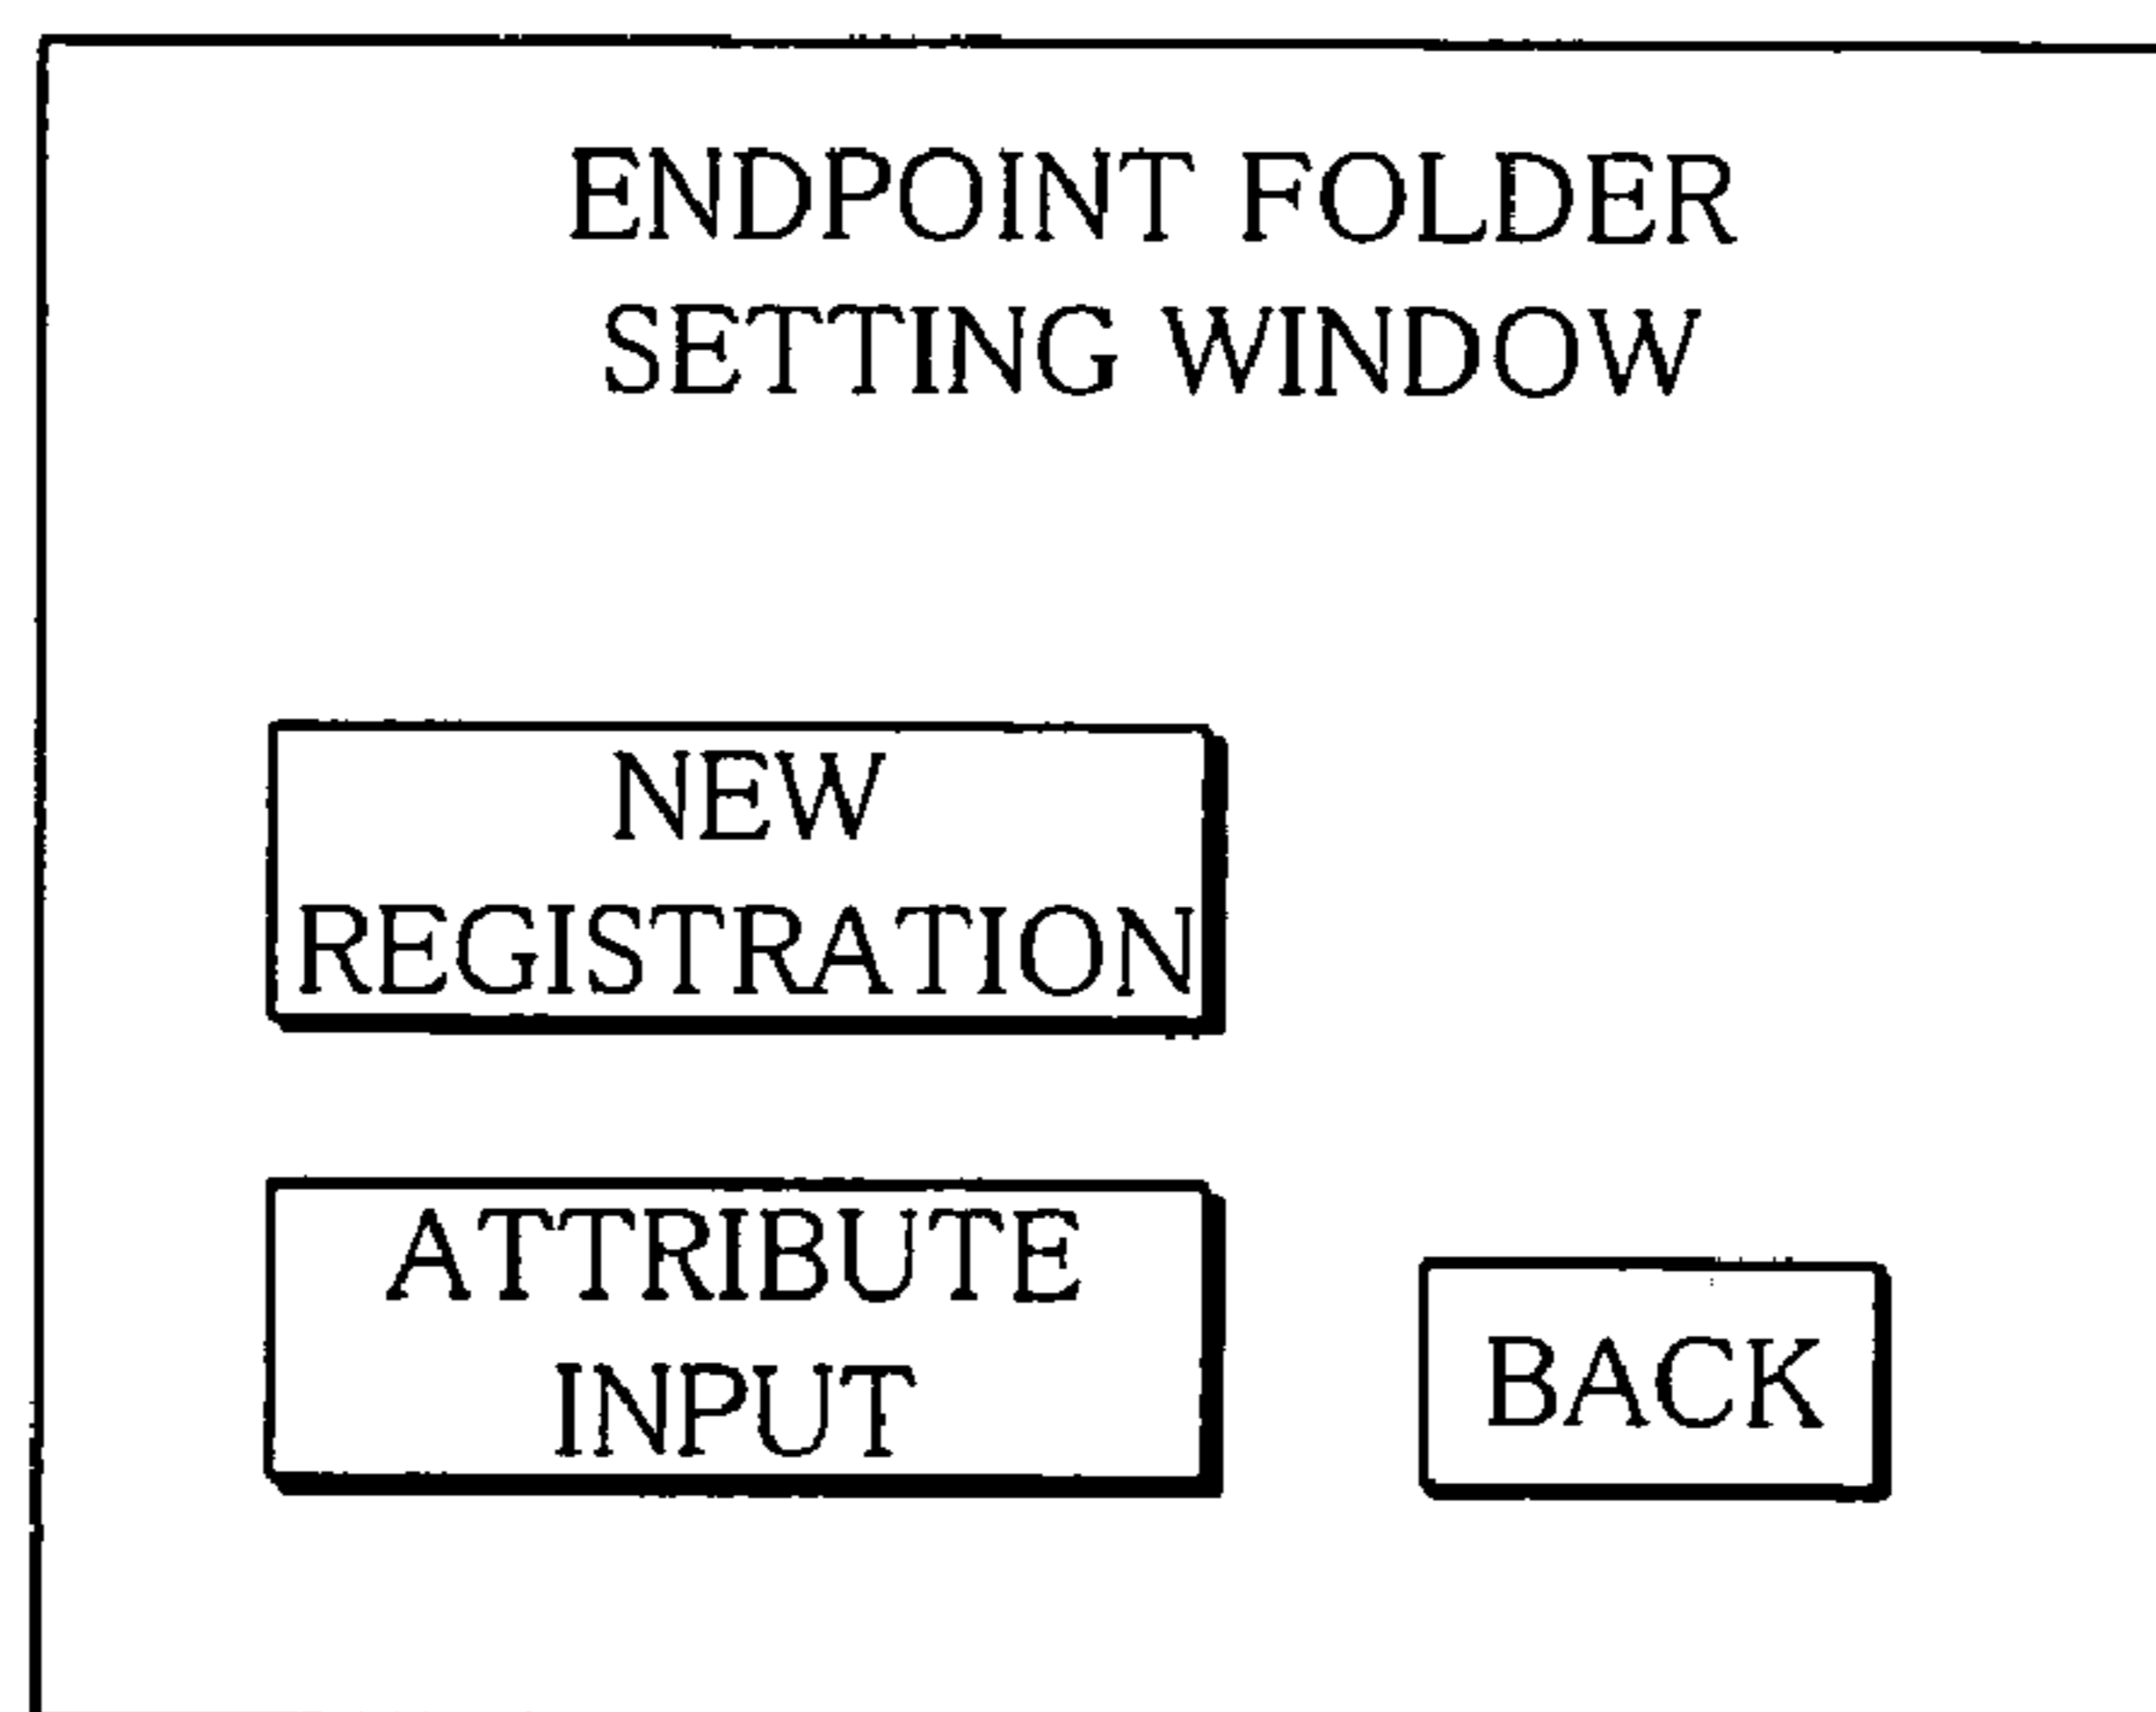 ENDPOINT FOLDER
SETTING WINDOW
NEW
REGISTRATION
ATTRIBUTE
INPUT
BACK